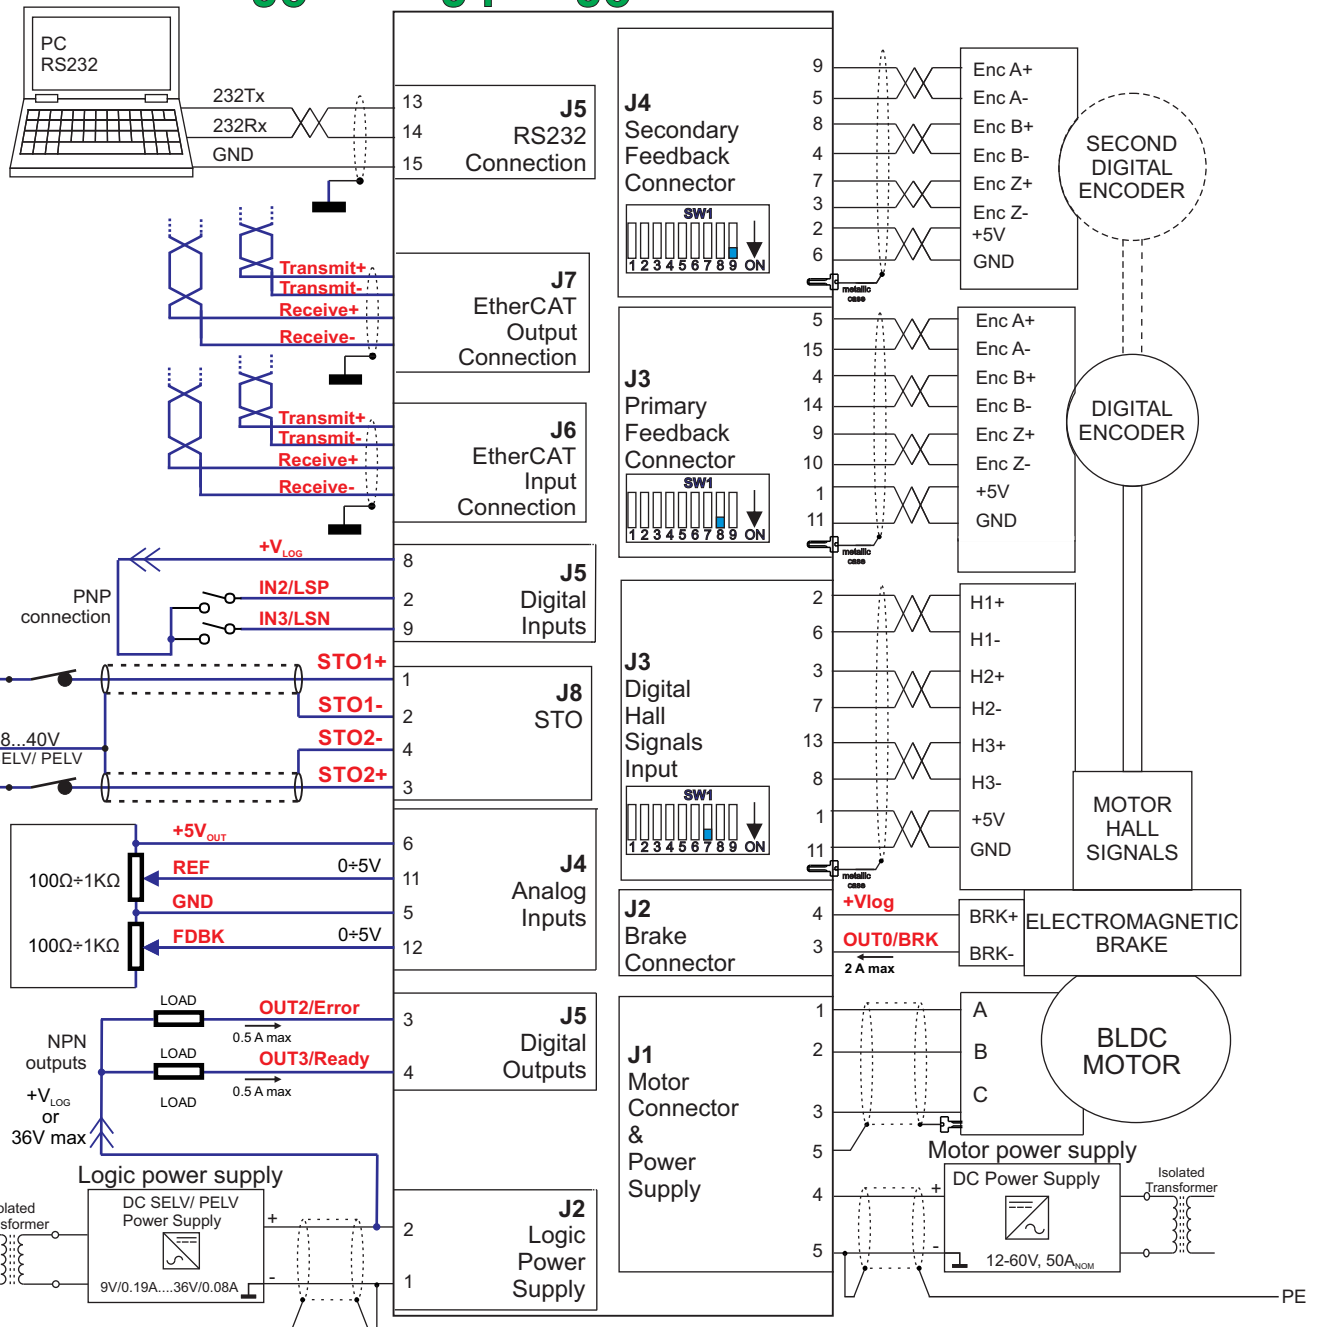 PC
RS232
232Tx
232Rx
GND
13
14
15
J5
RS232
Connection
Transmit+
Transmit-
Receive+
Receive-
J7
EtherCAT
Output
Connection
Transmit+
Transmit-
Receive+
Receive-
J6
EtherCAT
Input
Connection
PNP
connection
+VLOG
IN2/LSP
IN3/LSN
8
2
9
J5
Digital
Inputs
STO1+
STO1-
STO2-
STO2+
8...40V
ELV/ PELV
1
2
4
3
J8
STO
+5VOUT
REF
GND
FDBK
0÷5V
0÷5V
100Ω÷1KΩ
100Ω÷1KΩ
6
11
5
12
J4
Analog
Inputs
LOAD
LOAD
LOAD
OUT2/Error
0.5 A max
OUT3/Ready
0.5 A max
NPN
outputs
+VLOG
or
36V max
3
4
J5
Digital
Outputs
Logic power supply
DC SELV/ PELV
Power Supply
9V/0.19A....36V/0.08A
+
-
olated
sformer
2
1
J2
Logic
Power
Supply
J4
Secondary
Feedback
Connector
SW1
1 2 3 4 5 6 7 8 9 ON
9
5
8
4
7
3
2
6
metallic
case
Enc A+
Enc A-
Enc B+
Enc B-
Enc Z+
Enc Z-
+5V
GND
SECOND
DIGITAL
ENCODER
J3
Primary
Feedback
Connector
SW1
1 2 3 4 5 6 7 8 9 ON
5
15
4
14
9
10
1
11
metallic
case
Enc A+
Enc A-
Enc B+
Enc B-
Enc Z+
Enc Z-
+5V
GND
DIGITAL
ENCODER
J3
Digital
Hall
Signals
Input
SW1
1 2 3 4 5 6 7 8 9 ON
2
6
3
7
13
8
1
11
metallic
case
H1+
H1-
H2+
H2-
H3+
H3-
+5V
GND
MOTOR
HALL
SIGNALS
J2
Brake
Connector
4
3
+Vlog
OUT0/BRK
2 A max
BRK+
BRK-
ELECTROMAGNETIC
BRAKE
J1
Motor
Connector
&
Power
Supply
1
2
3
5
4
5
A
B
C
BLDC
MOTOR
Motor power supply
DC Power Supply
12-60V, 50ANOM
+
-
Isolated
Transformer
PE